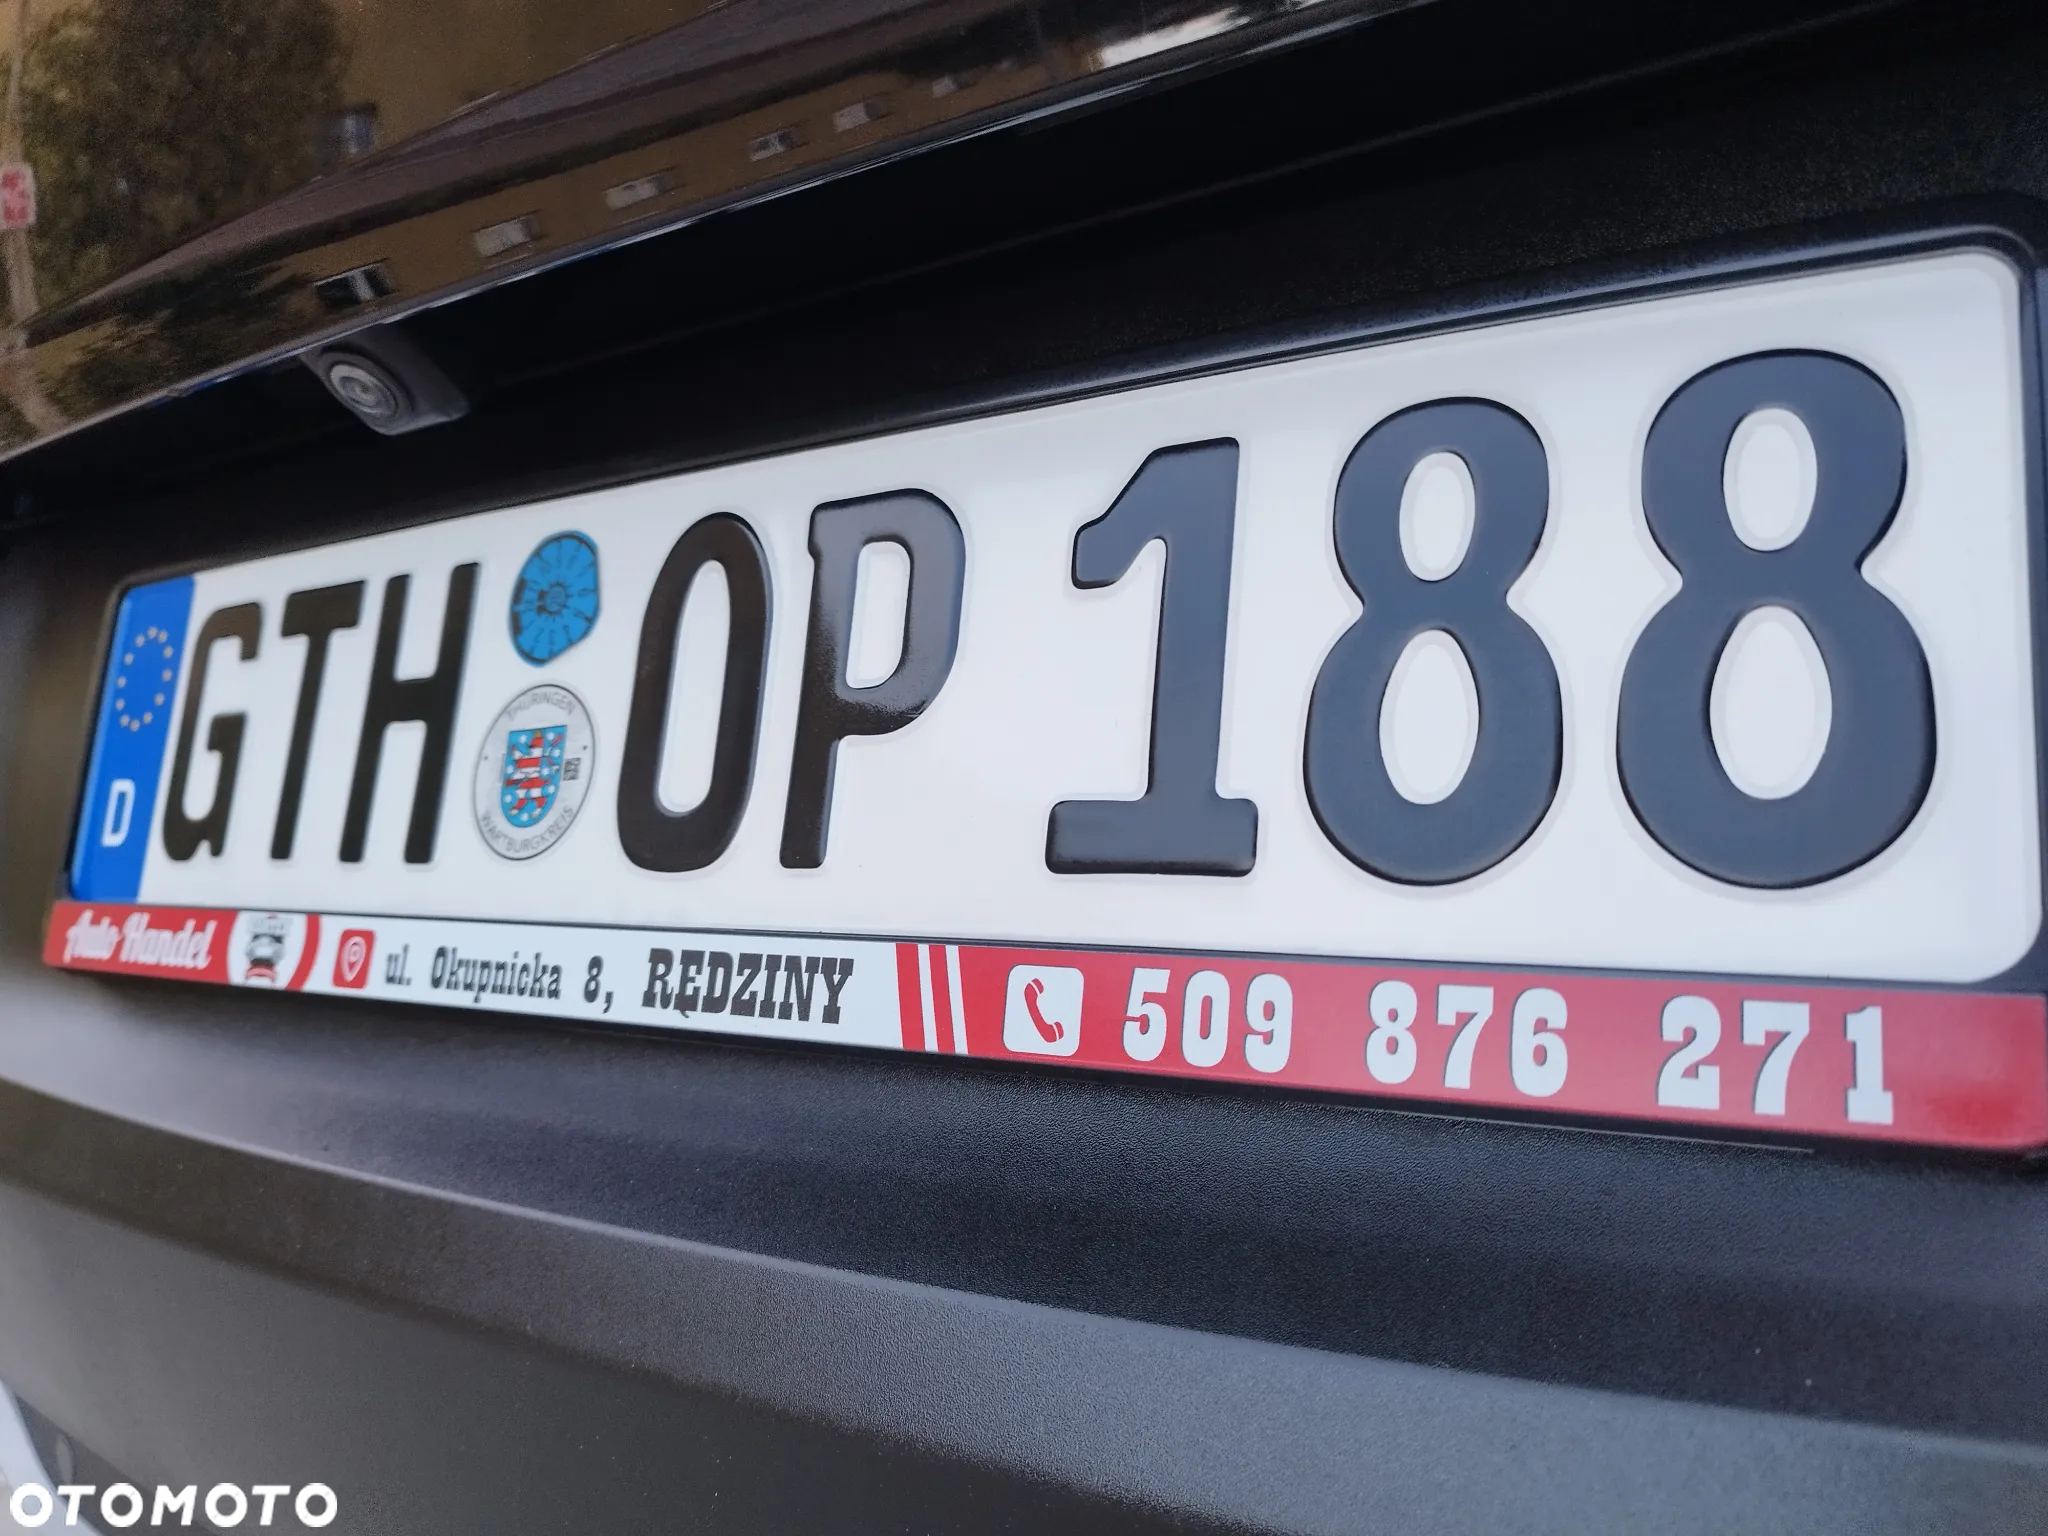 D
GTH OP 188
THÜRINGEN
WARTBURGKREIS
Auto Handel
ul. Okupnicka 8, RĘDZINY
509 876 271
OTOMOTO